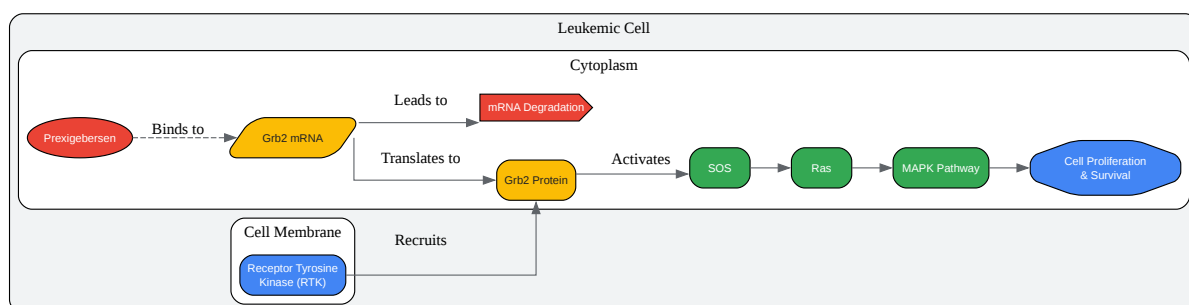 Leukemic Cell
Cytoplasm
Leads to
mRNA Degradation
Prexigebersen
Binds to
Grb2 mRNA
Translates to
Grb2 Protein
Activates
SOS
Ras
MAPK Pathway
Cell Proliferation
& Survival
Cell Membrane
Recruits
Receptor Tyrosine
Kinase (RTK)